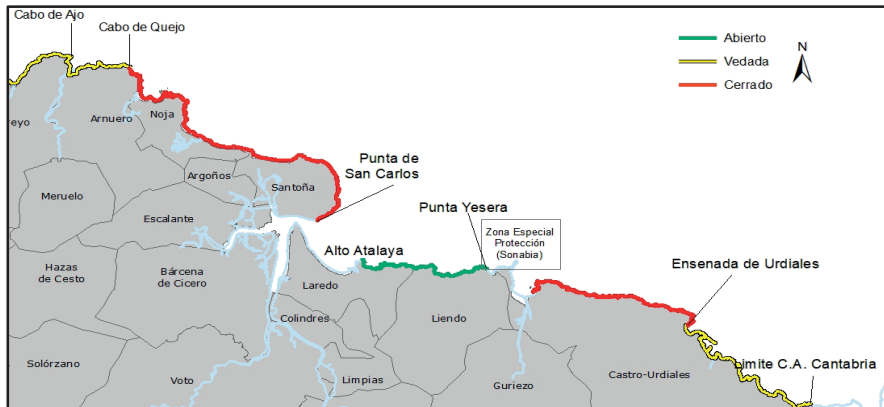 Cabo de Ajo
Cabo de Quejo
Abierto
Vedada
Cerrado
N
Noja
Arnuero
eyo
Argoños
Santoña
Punta de
San Carlos
Meruelo
Escalante
Punta Yesera
Zona Especial
Protección
(Sonabia)
Alto Atalaya
Ensenada de Urdiales
Hazas
de Cesto
Bárcena
de Cicero
Laredo
Colindres
Liendo
Limite C.A. Cantabria
Solórzano
Voto
Limpias
Guriezo
Castro-Urdiales